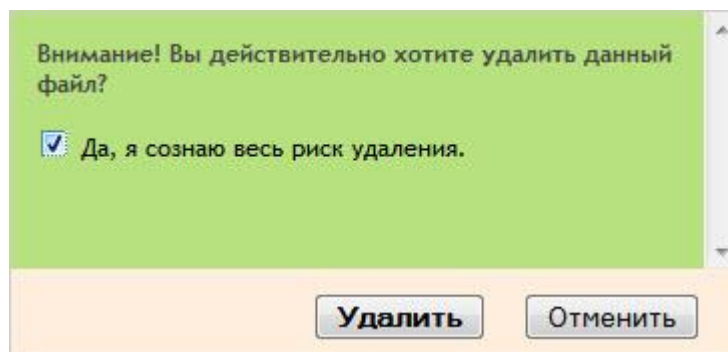 Внимание! Вы действительно хотите удалить данный
файл?
Да, я сознаю весь риск удаления.
Удалить Отменить